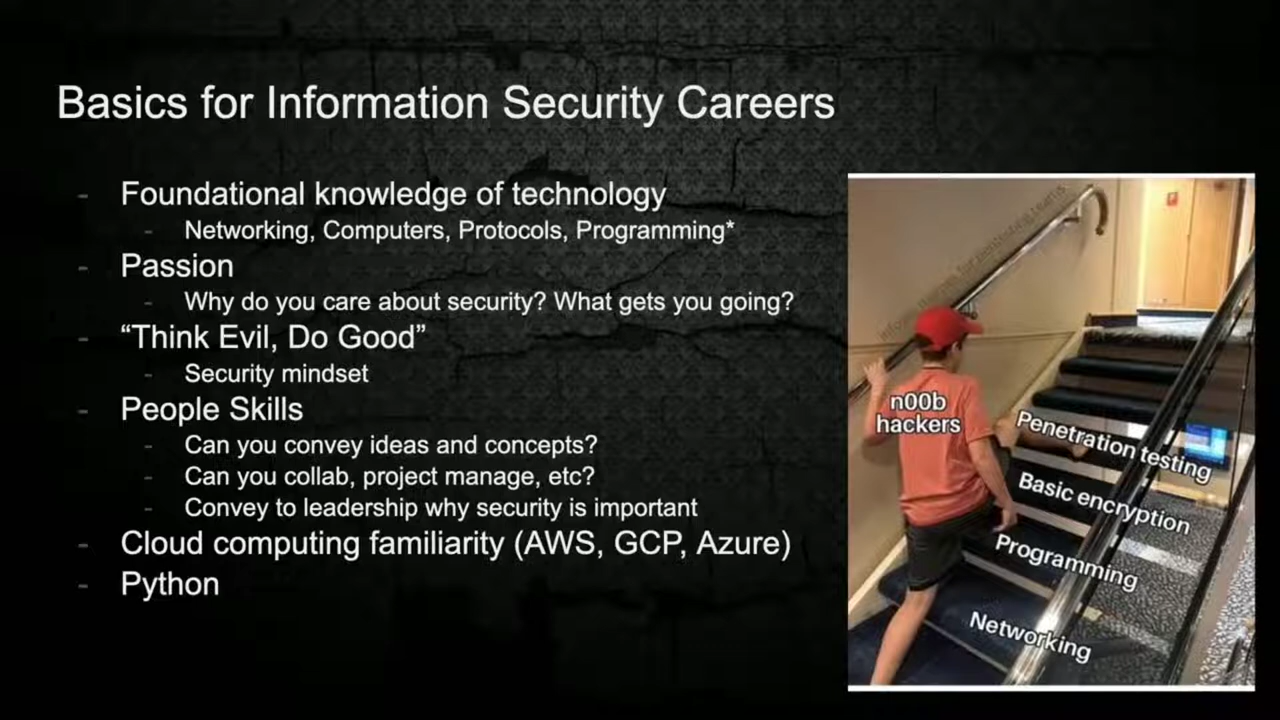 Basics for Information Security Careers
- Foundational knowledge of technology
- Networking, Computers, Protocols, Programming*
- Passion
- Why do you care about security? What gets you going?
- “Think Evil, Do Good”
- Security mindset
- People Skills
- Can you convey ideas and concepts?
- Can you collab, project manage, etc?
- Convey to leadership why security is important
- Cloud computing familiarity (AWS, GCP, Azure)
- Python
n00b
hackers
Penetration testing
Basic encryption
Programming
Networking